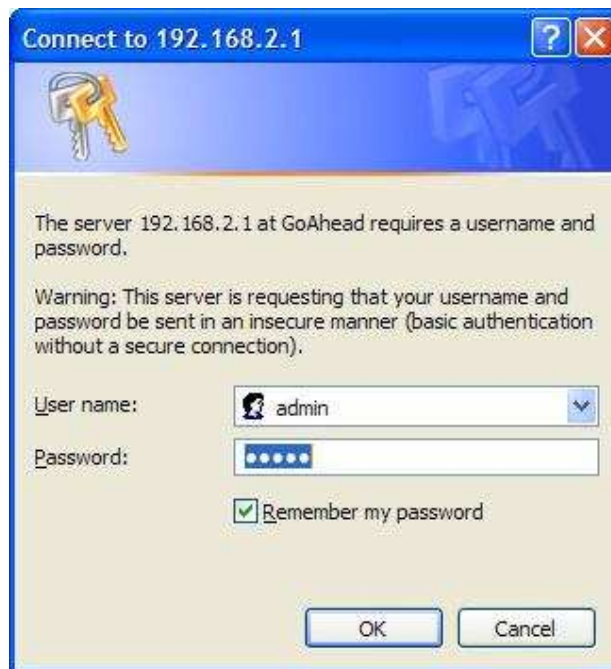 Connect to 192.168.2.1
The server 192.168.2.1 at GoAhead requires a username and
password.
Warning: This server is requesting that your username and
password be sent in an insecure manner (basic authentication
without a secure connection).
User name:
admin
Password:
●●●●●
Remember my password
OK
Cancel